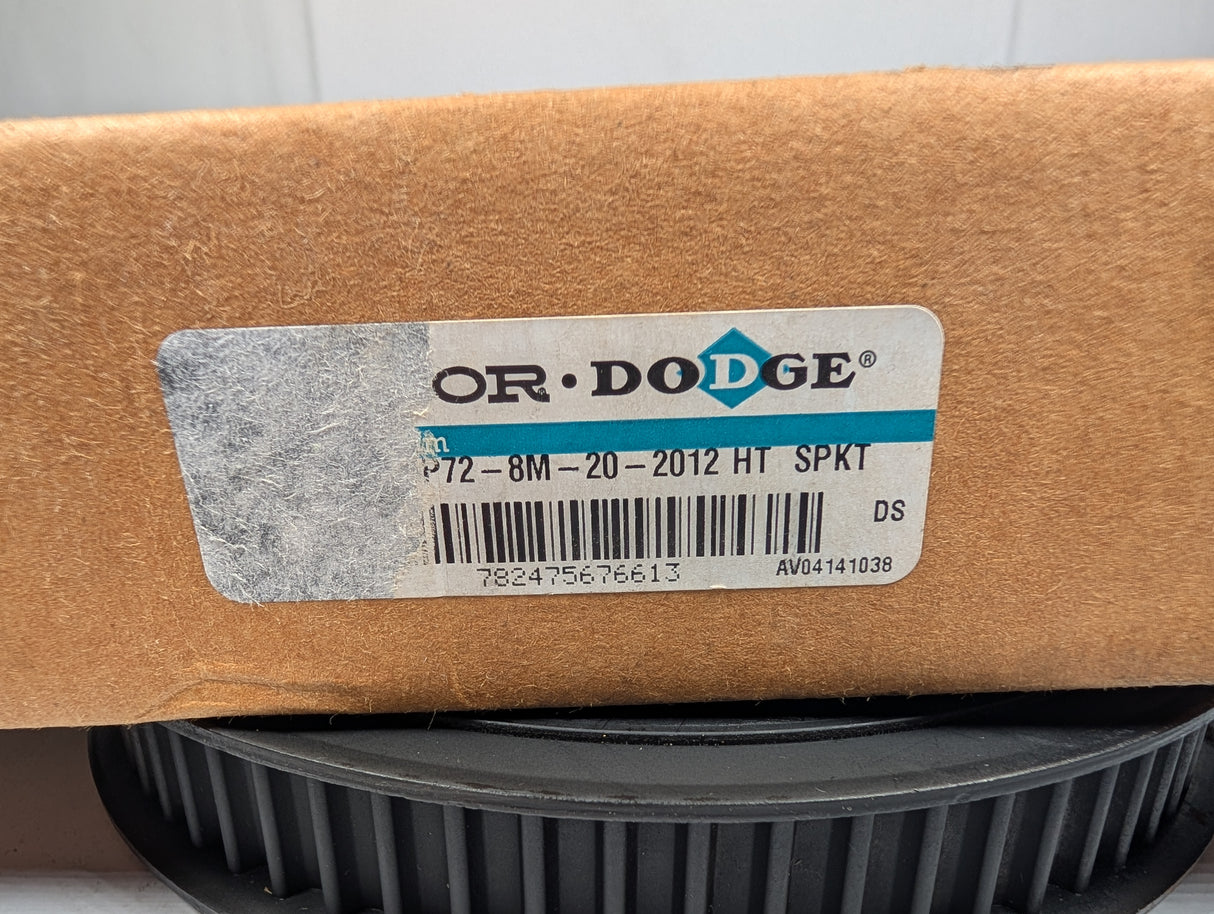 OR · DODGE®
m
P72-8M-20-2012 HT SPKT
DS
782475676613
AV04141038